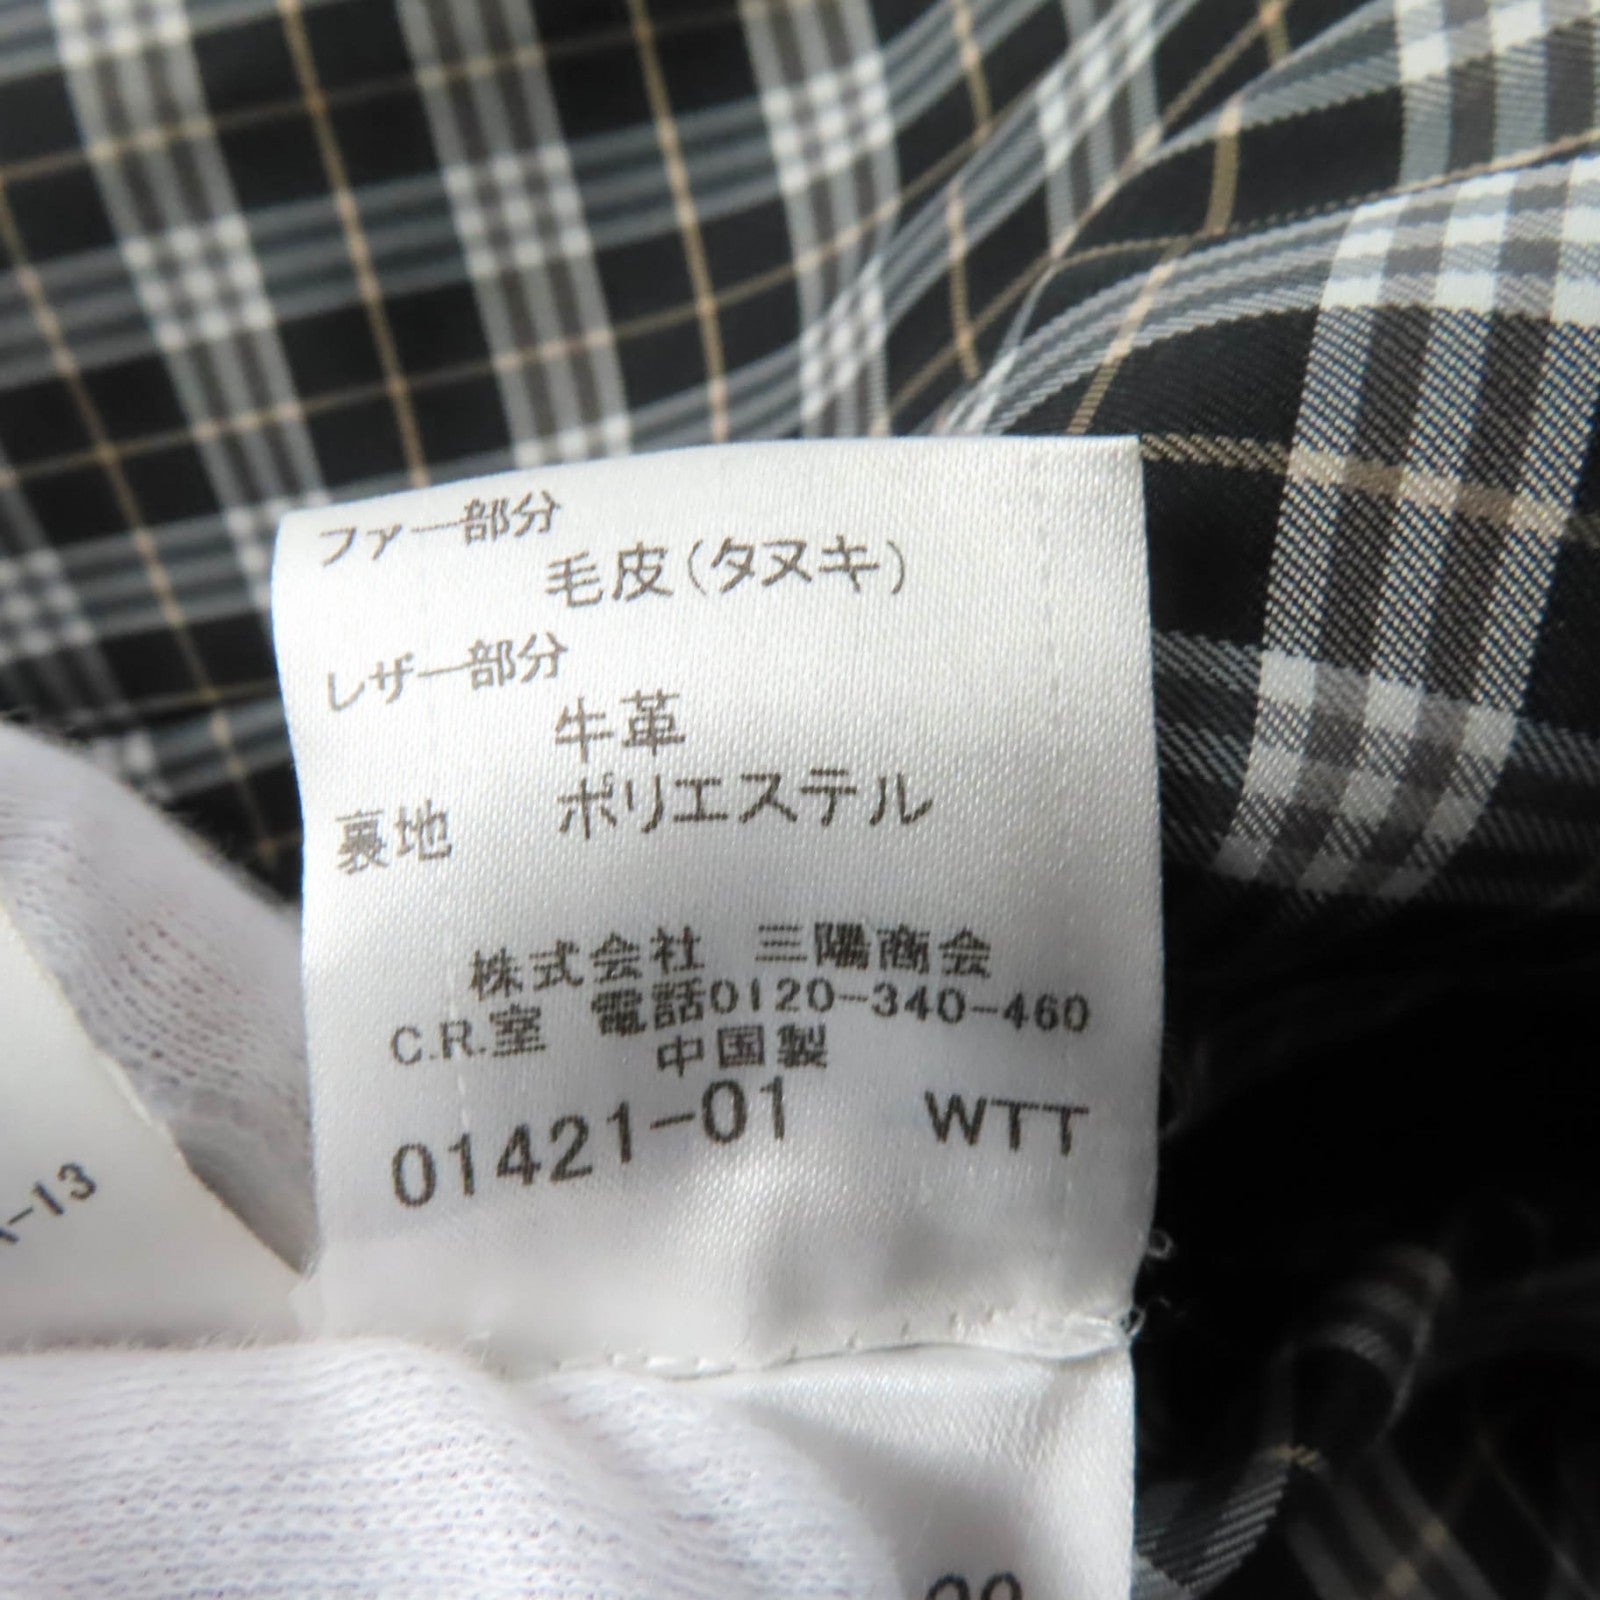 ファー部分
毛皮(タヌキ)
レザー部分
牛革
裏地 ポリエステル
株式会社 三陽商会
C.R.室 電話0120-340-460
中国製
01421-01 WTT
-13